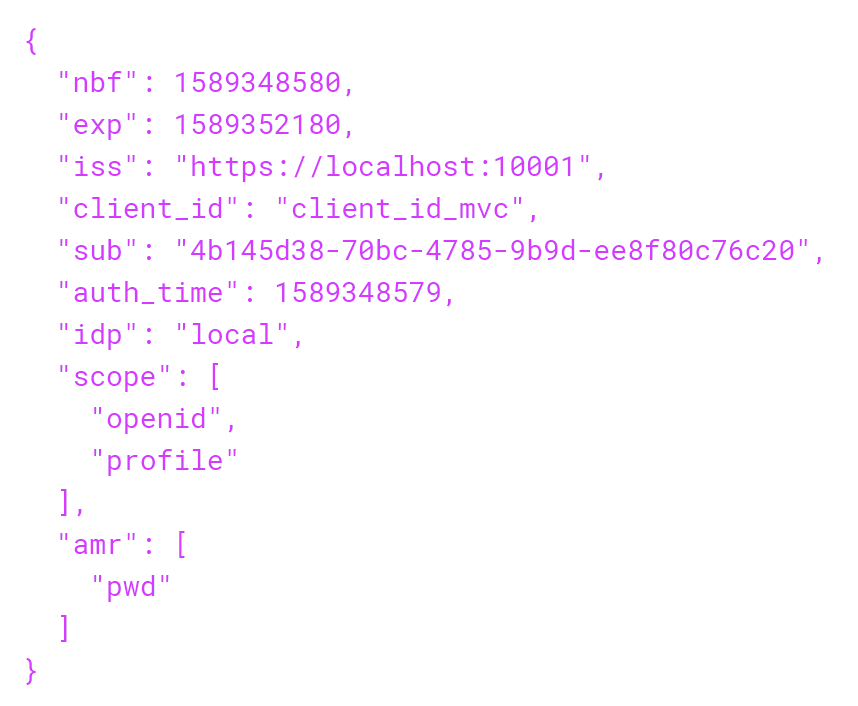 {
  "nbf": 1589348580,
  "exp": 1589352180,
  "iss": "https://localhost:10001",
  "client_id": "client_id_mvc",
  "sub": "4b145d38-70bc-4785-9b9d-ee8f80c76c20",
  "auth_time": 1589348579,
  "idp": "local",
  "scope": [
    "openid",
    "profile"
  ],
  "amr": [
    "pwd"
  ]
}